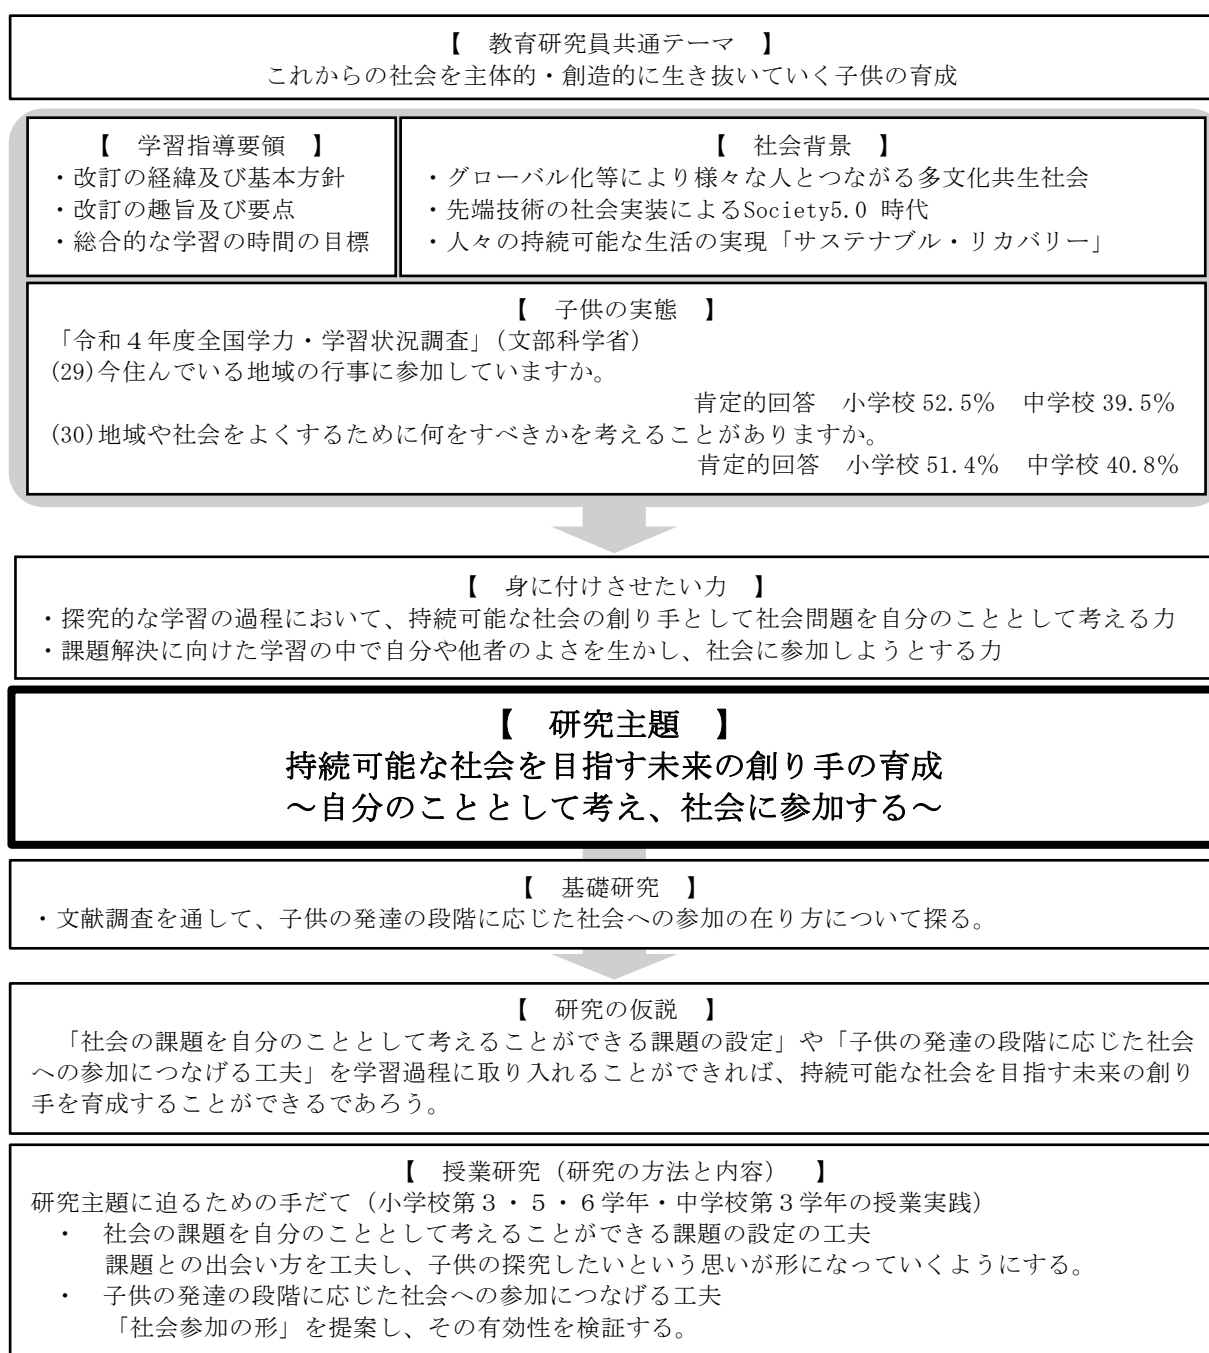 【　教育研究員共通テーマ　】
これからの社会を主体的・創造的に生き抜いていく子供の育成
【　学習指導要領　】
・改訂の経緯及び基本方針
・改訂の趣旨及び要点
・総合的な学習の時間の目標
【　社会背景　】
・グローバル化等により様々な人とつながる多文化共生社会
・先端技術の社会実装によるSociety5.0 時代
・人々の持続可能な生活の実現「サステナブル・リカバリー」
【　子供の実態　】
「令和４年度全国学力・学習状況調査」（文部科学省）
(29)今住んでいる地域の行事に参加していますか。
肯定的回答　小学校 52.5％　中学校 39.5％
(30)地域や社会をよくするために何をすべきかを考えることがありますか。
肯定的回答　小学校 51.4％　中学校 40.8％
【　身に付けさせたい力　】
・探究的な学習の過程において、持続可能な社会の創り手として社会問題を自分のこととして考える力
・課題解決に向けた学習の中で自分や他者のよさを生かし、社会に参加しようとする力
【　研究主題　】
持続可能な社会を目指す未来の創り手の育成
～自分のこととして考え、社会に参加する～
【　基礎研究　】
・文献調査を通して、子供の発達の段階に応じた社会への参加の在り方について探る。
【　研究の仮説　】
「社会の課題を自分のこととして考えることができる課題の設定」や「子供の発達の段階に応じた社会
への参加につなげる工夫」を学習過程に取り入れることができれば、持続可能な社会を目指す未来の創り
手を育成することができるであろう。
【　授業研究（研究の方法と内容）　】
研究主題に迫るための手だて（小学校第３・５・６学年・中学校第３学年の授業実践）
・　社会の課題を自分のこととして考えることができる課題の設定の工夫
課題との出会い方を工夫し、子供の探究したいという思いが形になっていくようにする。
・　子供の発達の段階に応じた社会への参加につなげる工夫
「社会参加の形」を提案し、その有効性を検証する。